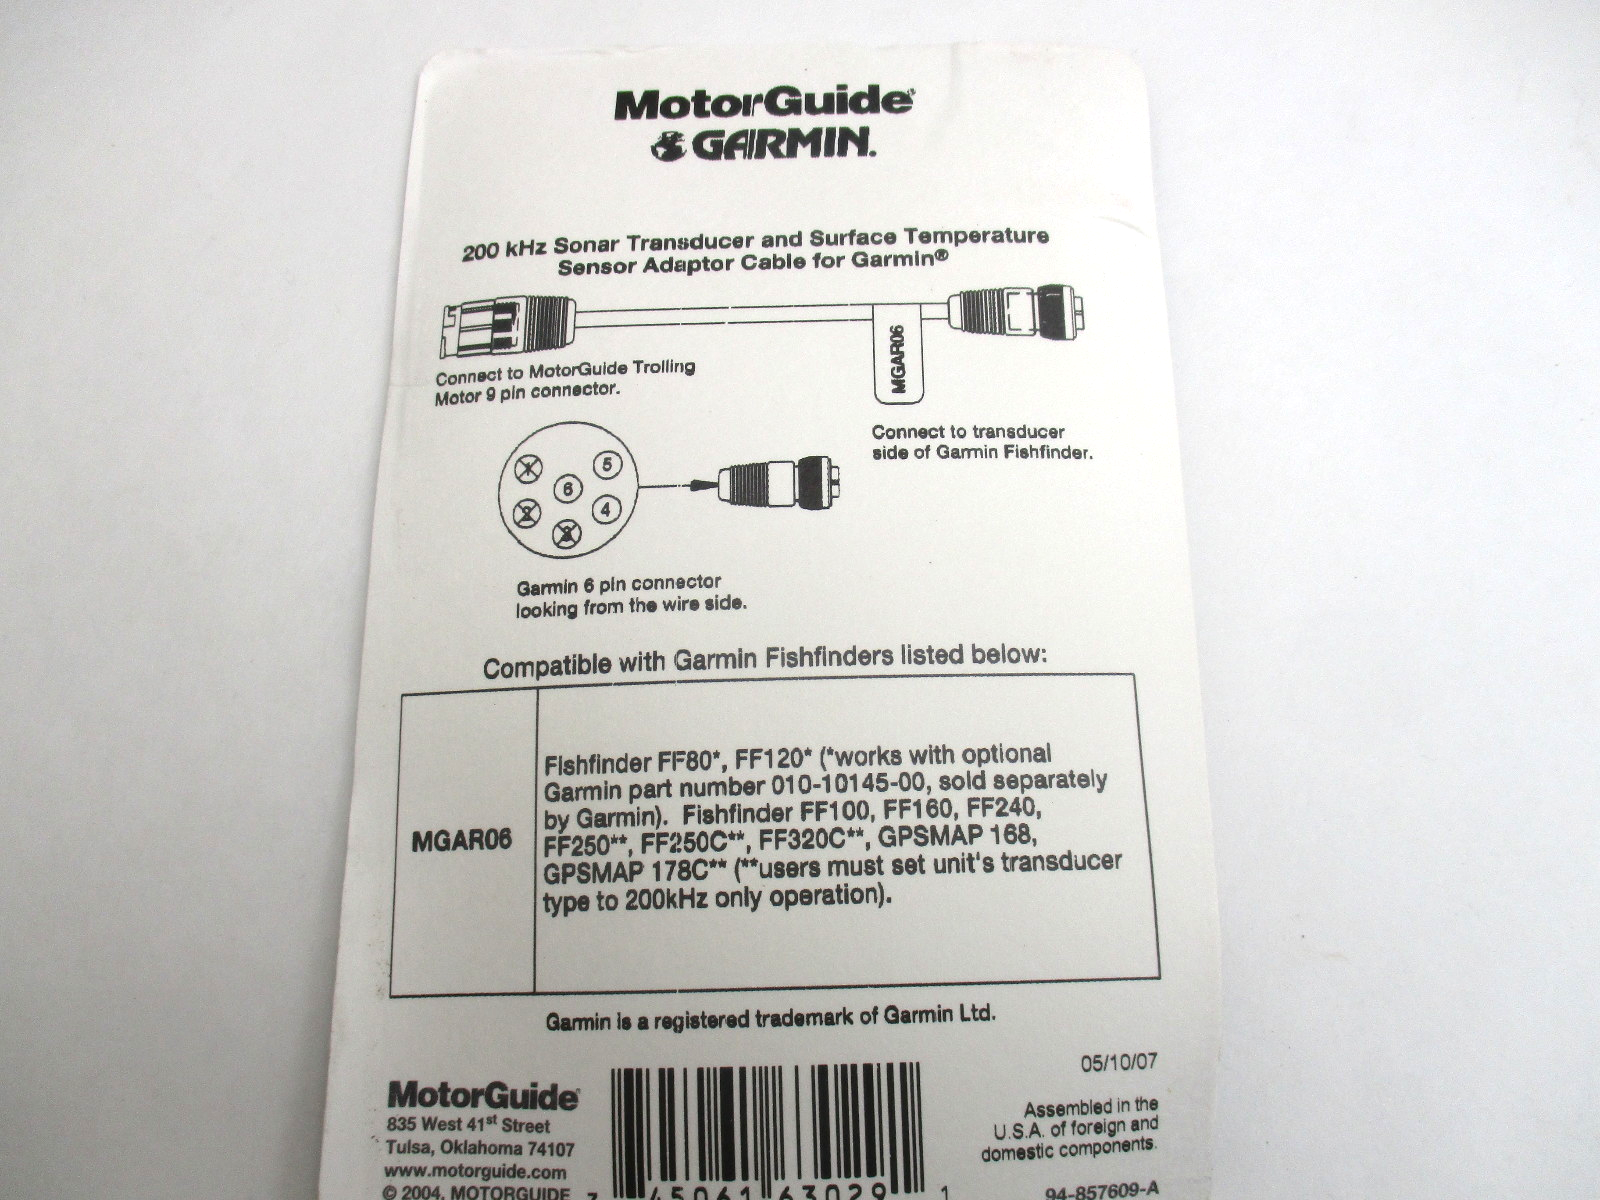 MotorGuide
GARMIN.
200 kHz Sonar Transducer and Surface Temperature
Sensor Adaptor Cable for Garmin®
MGAR06
Connect to MotorGuide Trolling
Motor 9 pin connector.
Connect to transducer
side of Garmin Fishfinder.
1
5
6
2
4
3
Garmin 6 pin connector
looking from the wire side.
Compatible with Garmin Fishfinders listed below:
MGAR06
Fishfinder FF80*, FF120* (*works with optional
Garmin part number 010-10145-00, sold separately
by Garmin). Fishfinder FF100, FF160, FF240,
FF250**, FF250C**, FF320C**, GPSMAP 168,
GPSMAP 178C** (**users must set unit's transducer
type to 200kHz only operation).
Garmin is a registered trademark of Garmin Ltd.
05/10/07
MotorGuide
835 West 41st Street
Tulsa, Oklahoma 74107
www.motorguide.com
© 2004, MOTORGUIDE
Assembled in the
U.S.A. of foreign and
domestic components.
7 45061 63029 1
94-857609-A